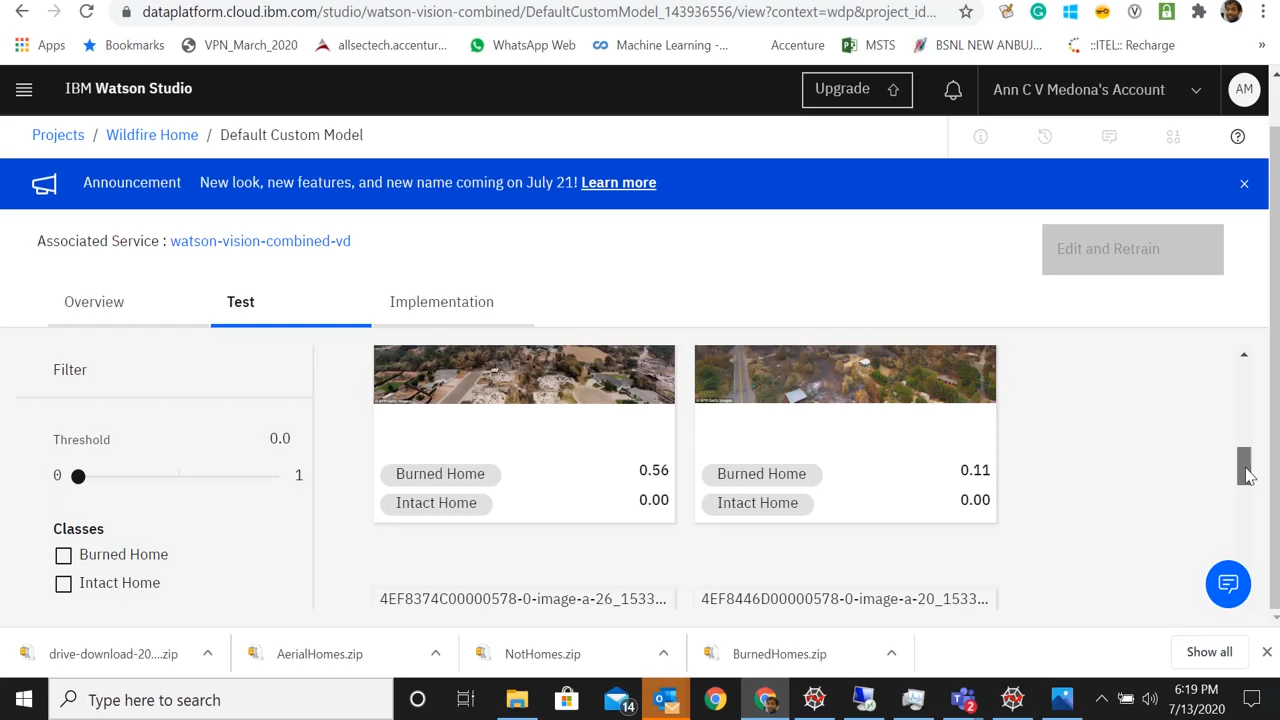 dataplatform.cloud.ibm.com/studio/watson-vision-combined/DefaultCustomModel_143936556/view?context=wdp&project_id...
Apps Bookmarks VPN_March_2020 allsectech.accentur... WhatsApp Web Machine Learning -... Accenture MSTS BSNL NEW ANBUJ... ::ITEL:: Recharge »
IBM Watson Studio Upgrade Ann C V Medona's Account AM
Projects / Wildfire Home / Default Custom Model
Announcement New look, new features, and new name coming on July 21! Learn more
Associated Service : watson-vision-combined-vd
Edit and Retrain
Overview Test Implementation
Filter
Threshold 0.0
0 1
Classes
Burned Home
Intact Home
Burned Home 0.56
Intact Home 0.00
Burned Home 0.11
Intact Home 0.00
4EF8374C00000578-0-image-a-26_1533... 4EF8446D00000578-0-image-a-20_1533...
drive-download-20....zip AerialHomes.zip NotHomes.zip BurnedHomes.zip Show all
Type here to search 14 2 6:19 PM
7/13/2020